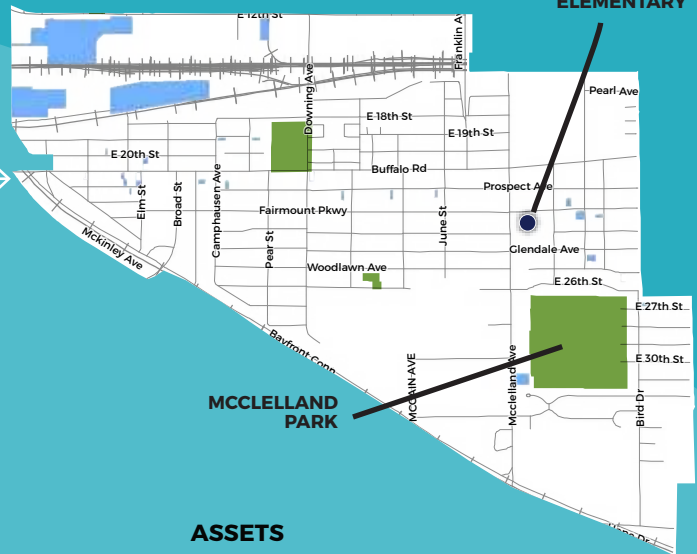 ELEMENTARY
E 12th St
Franklin Av
Downing Ave
Pearl Ave
E 18th St
E 19th St
E 20th St
Buffalo Rd
Prospect Ave
Elm St
Broad St
Camphausen Ave
Fairmount Pkwy
June St
Pear St
Glendale Ave
Mckinley Ave
Woodlawn Ave
E 26th St
E 27th St
Bayfront Conn
E 30th St
MCCAIN AVE
Mcclelland Ave
Bird Dr
MCCLELLAND
PARK
ASSETS